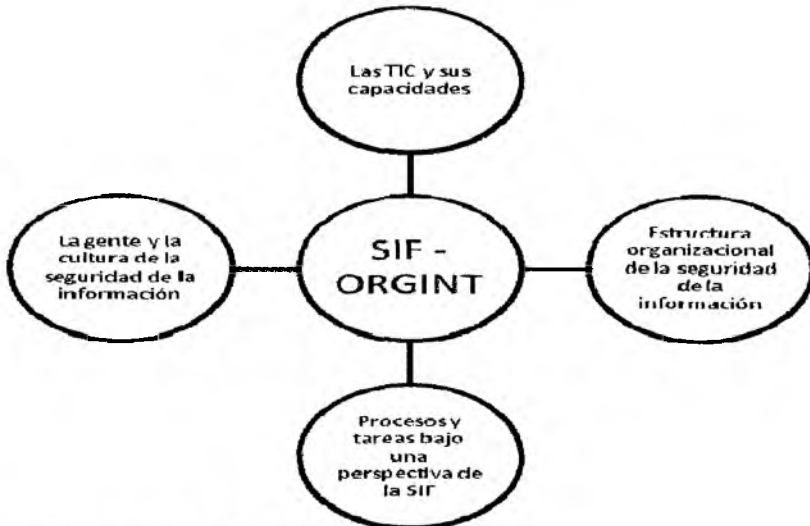 Las TIC y sus
capacidades
La gente y la
cultura de la
seguridad de la
información
SIF -
ORGINT
Estructura
organizacional
de la seguridad
de la
información
Procesos y
tareas bajo
una
perspectiva de
la SIF